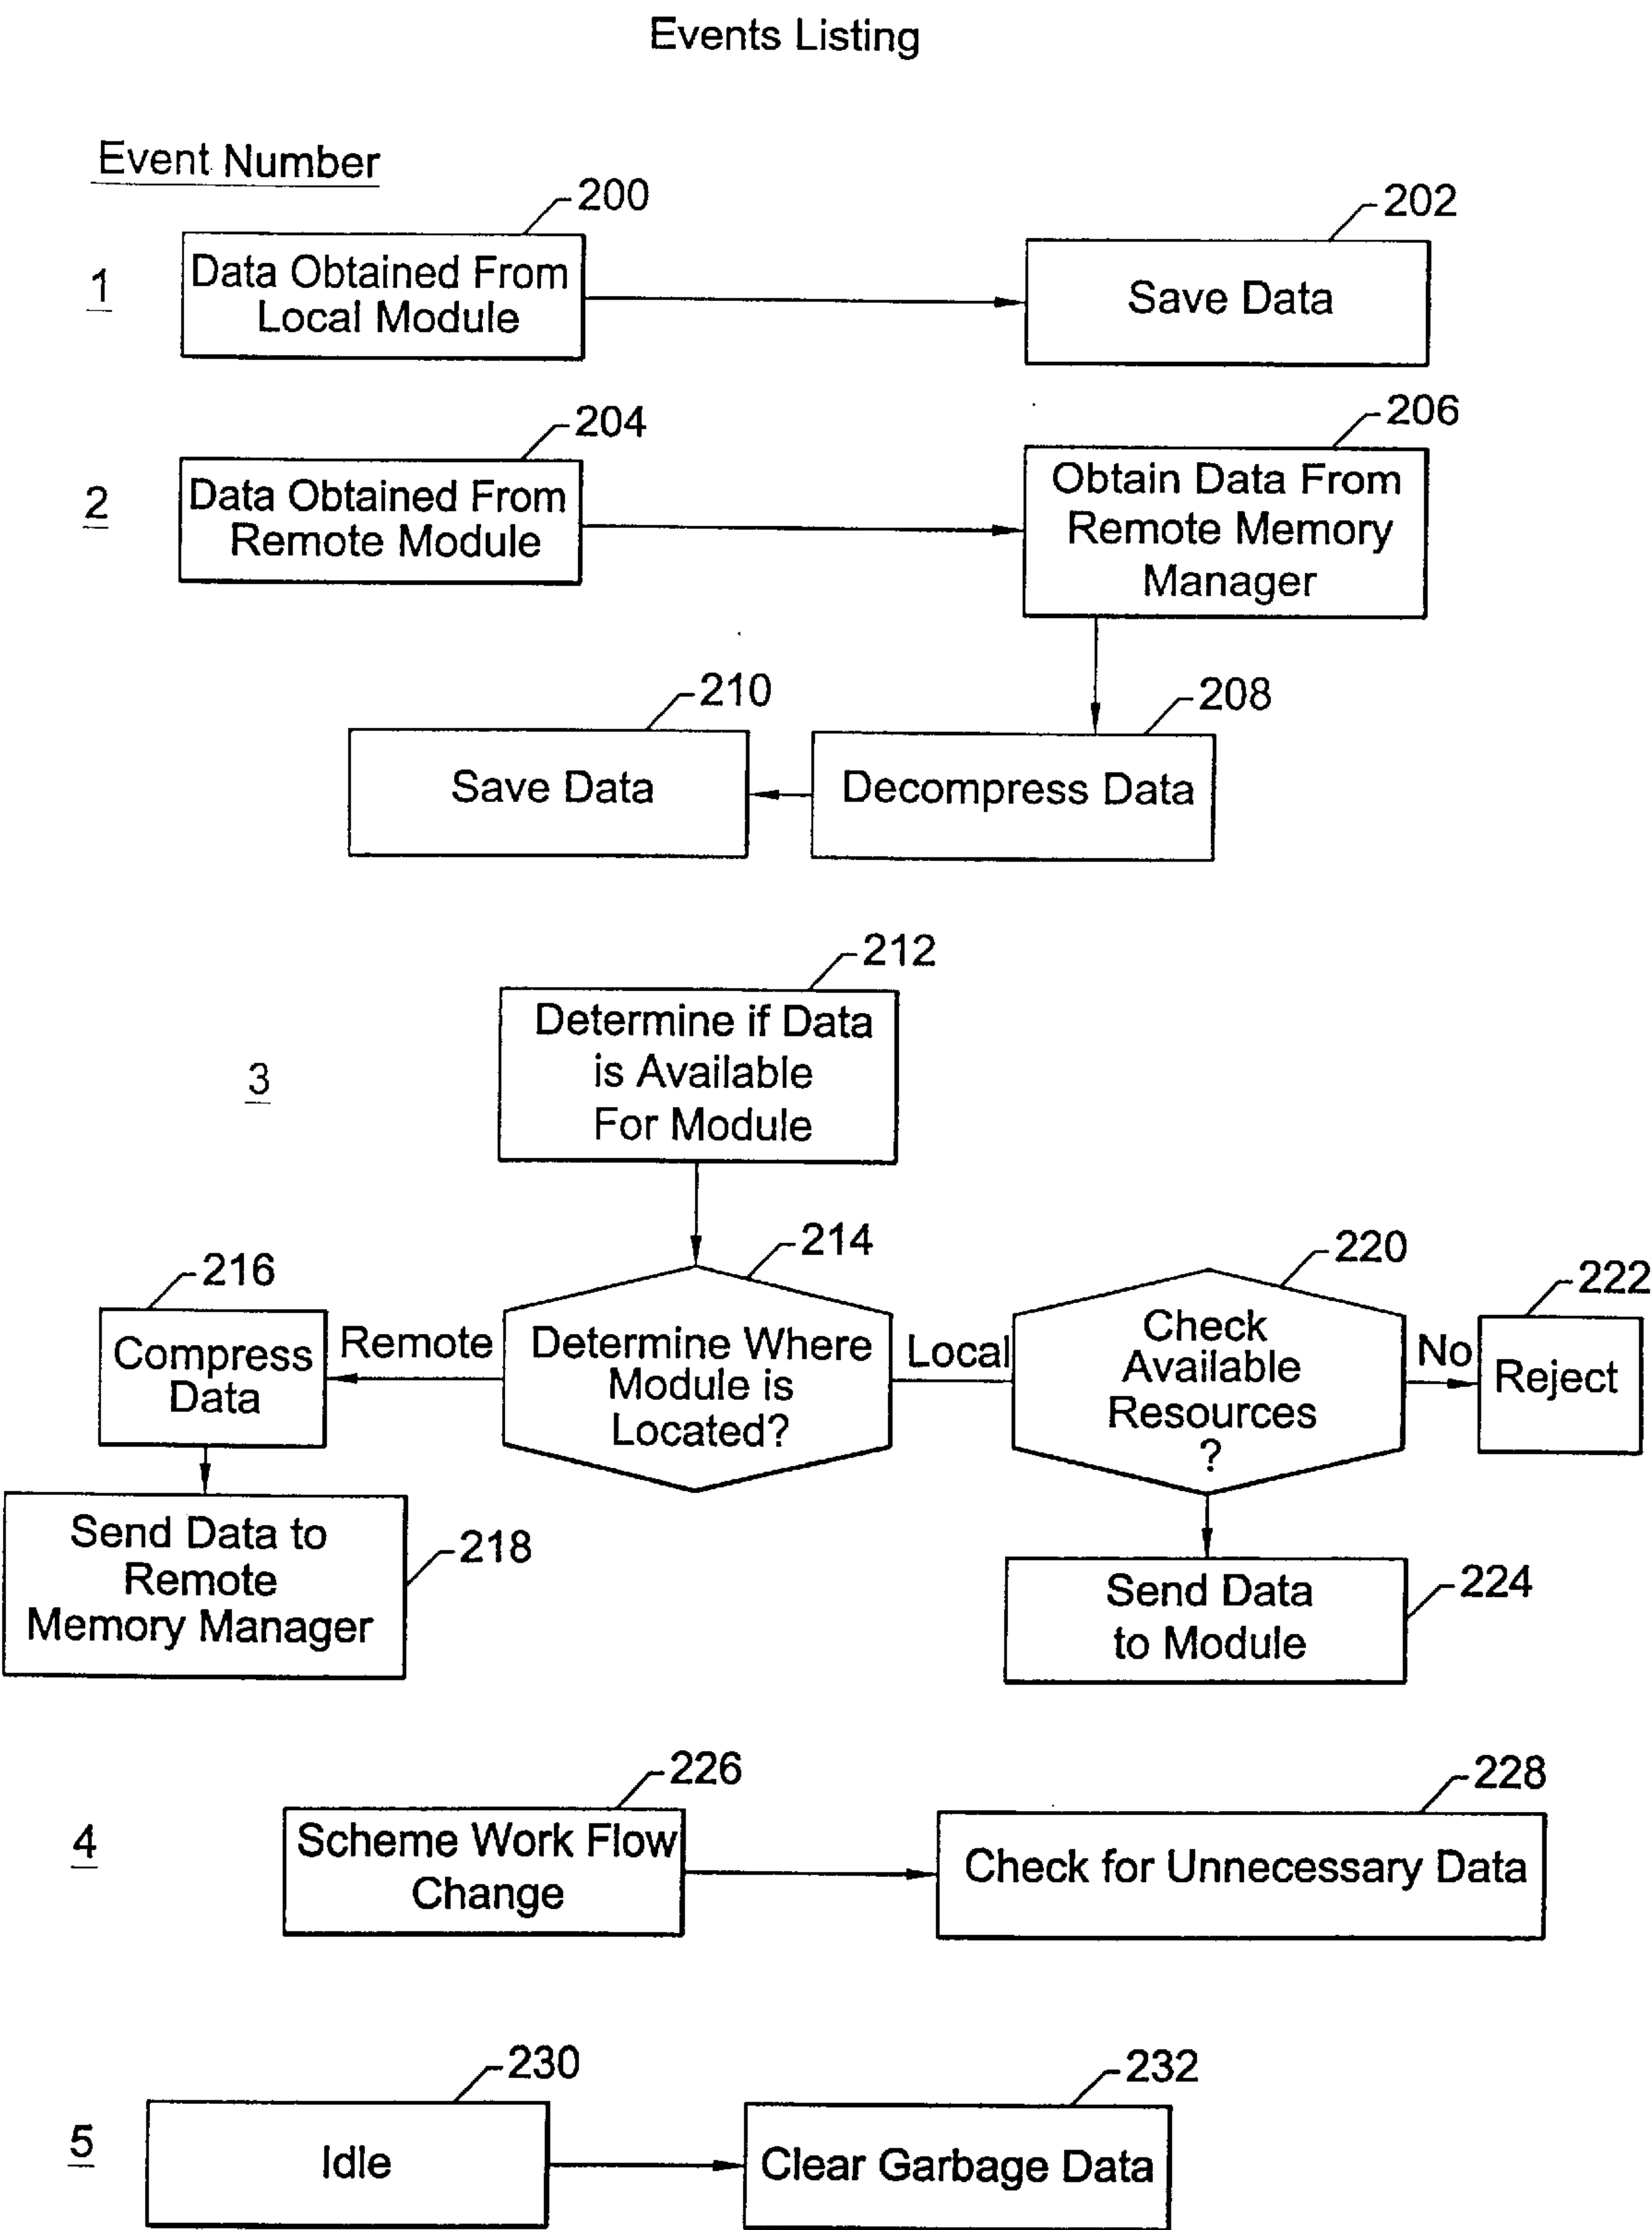 Events Listing
Event Number
200
202
1
Data Obtained From
Local Module
Save Data
204
206
2
Data Obtained From
Remote Module
Obtain Data From
Remote Memory
Manager
210
208
Save Data
Decompress Data
212
3
Determine if Data
is Available
For Module
214
220
216
222
Compress
Data
Remote
Determine Where
Module is
Located?
Local
Check
Available
Resources
?
No
Reject
Send Data to
Remote
Memory Manager
218
Send Data
to Module
224
226
228
4
Scheme Work Flow
Change
Check for Unnecessary Data
230
232
5
Idle
Clear Garbage Data